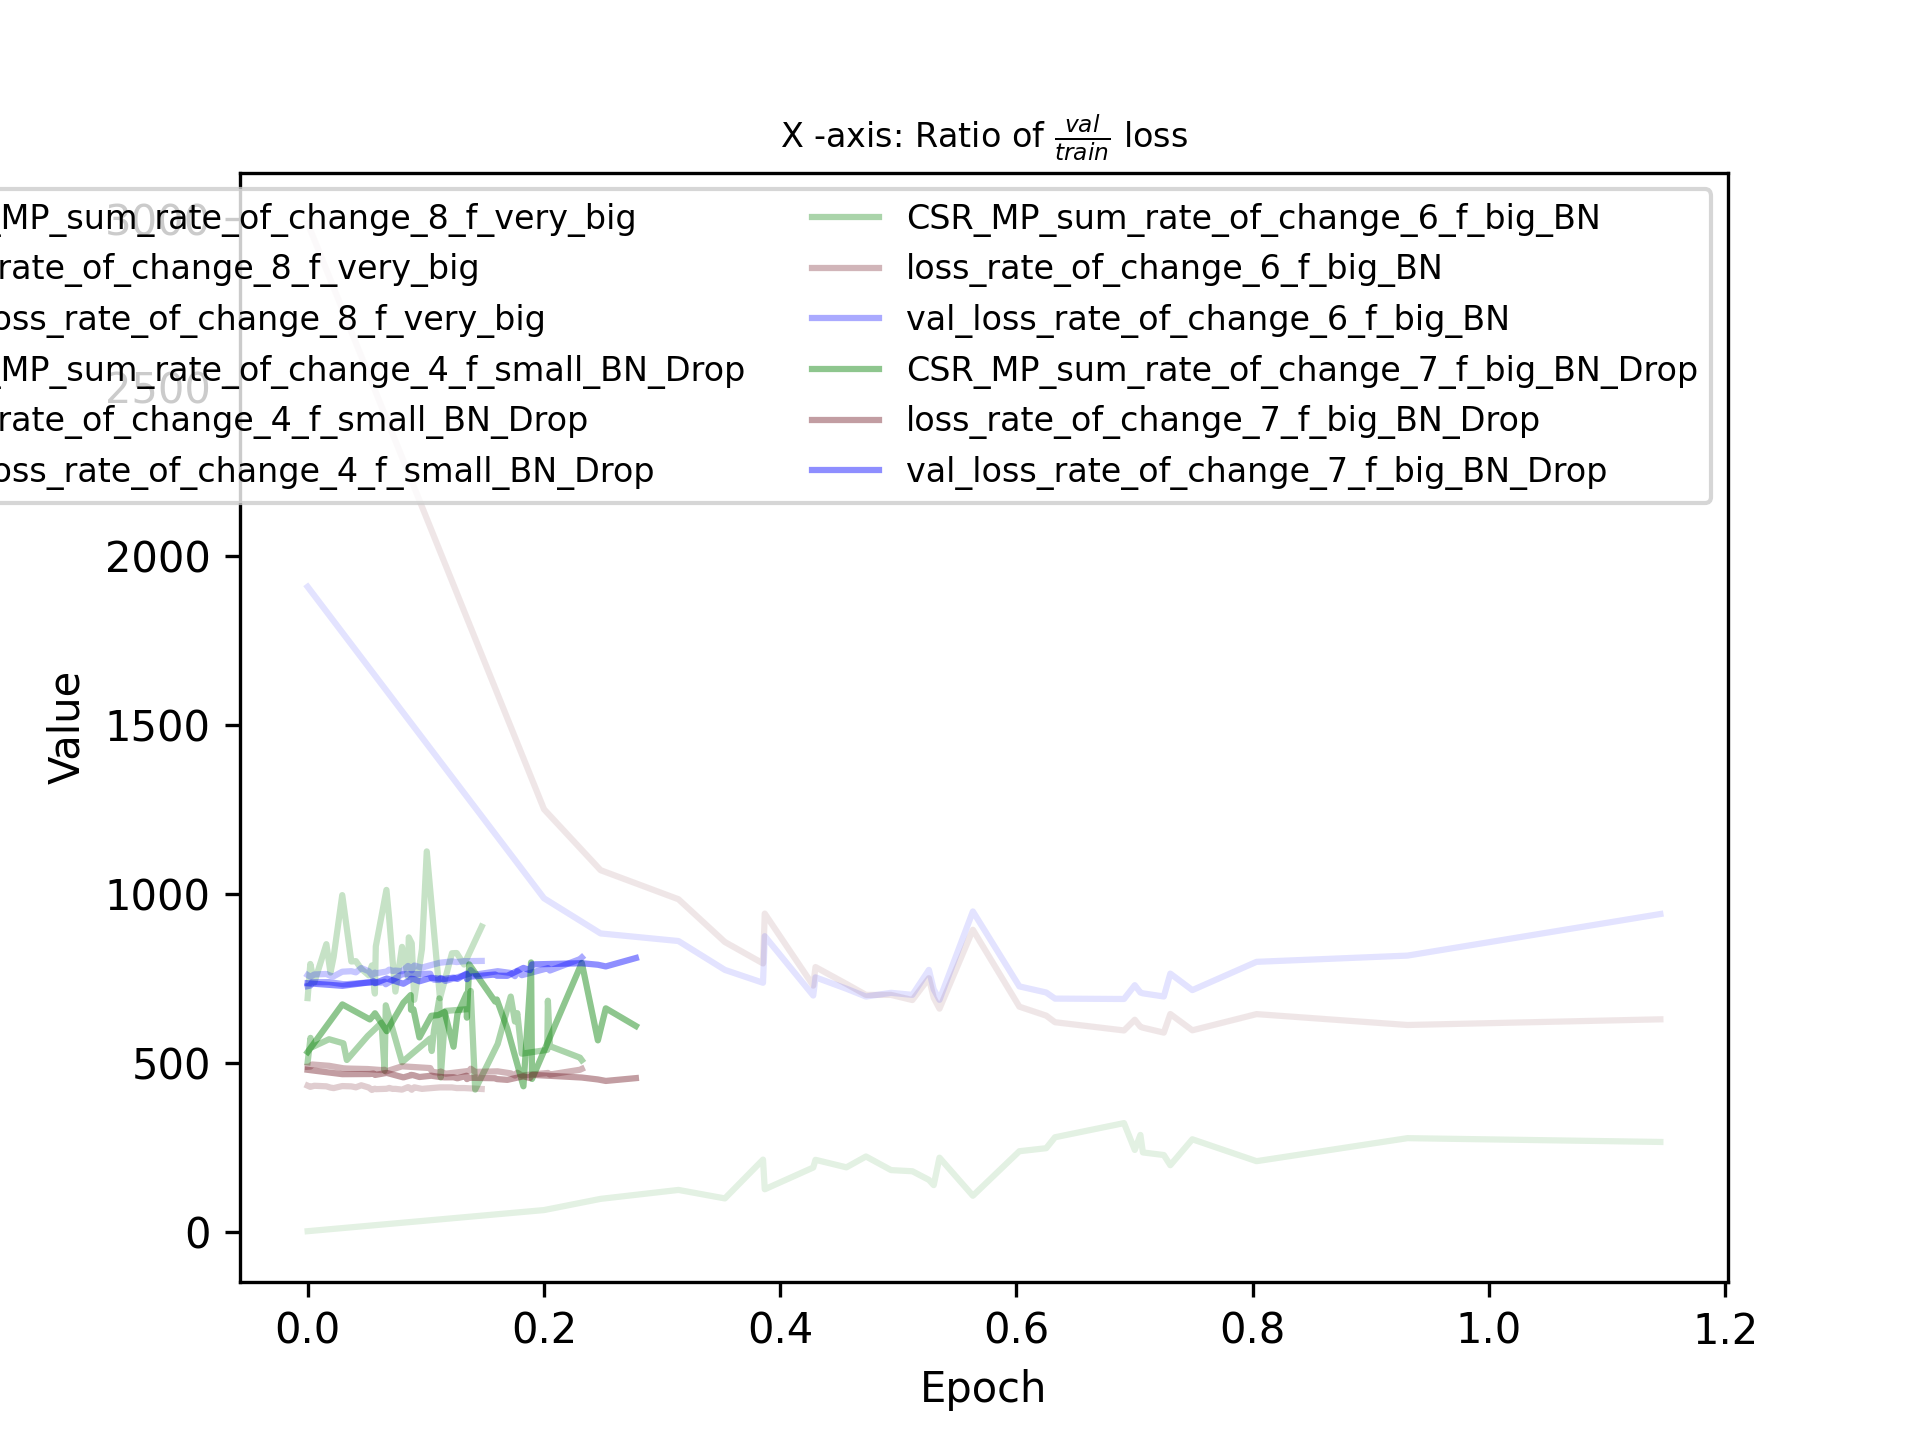 X -axis: Ratio of \frac{val}{train} loss
MP_sum_rate_of_change_8_f_very_big
rate_of_change_8_f_very_big
oss_rate_of_change_8_f_very_big
MP_sum_rate_of_change_4_f_small_BN_Drop
rate_of_change_4_f_small_BN_Drop
oss_rate_of_change_4_f_small_BN_Drop
CSR_MP_sum_rate_of_change_6_f_big_BN
loss_rate_of_change_6_f_big_BN
val_loss_rate_of_change_6_f_big_BN
CSR_MP_sum_rate_of_change_7_f_big_BN_Drop
loss_rate_of_change_7_f_big_BN_Drop
val_loss_rate_of_change_7_f_big_BN_Drop
3000
2500
2000
1500
1000
500
0
Value
0.0 0.2 0.4 0.6 0.8 1.0 1.2
Epoch